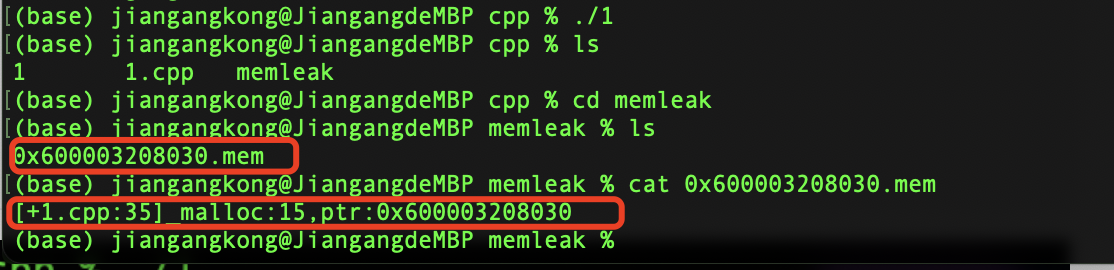 [(base) jiangangkong@JiangangdeMBP cpp % ./1
[(base) jiangangkong@JiangangdeMBP cpp % ls
1 1.cpp memleak
[(base) jiangangkong@JiangangdeMBP cpp % cd memleak
[(base) jiangangkong@JiangangdeMBP memleak % ls
0x600003208030.mem
[(base) jiangangkong@JiangangdeMBP memleak % cat 0x600003208030.mem
[+1.cpp:35]_malloc:15,ptr:0x600003208030
(base) jiangangkong@JiangangdeMBP memleak %